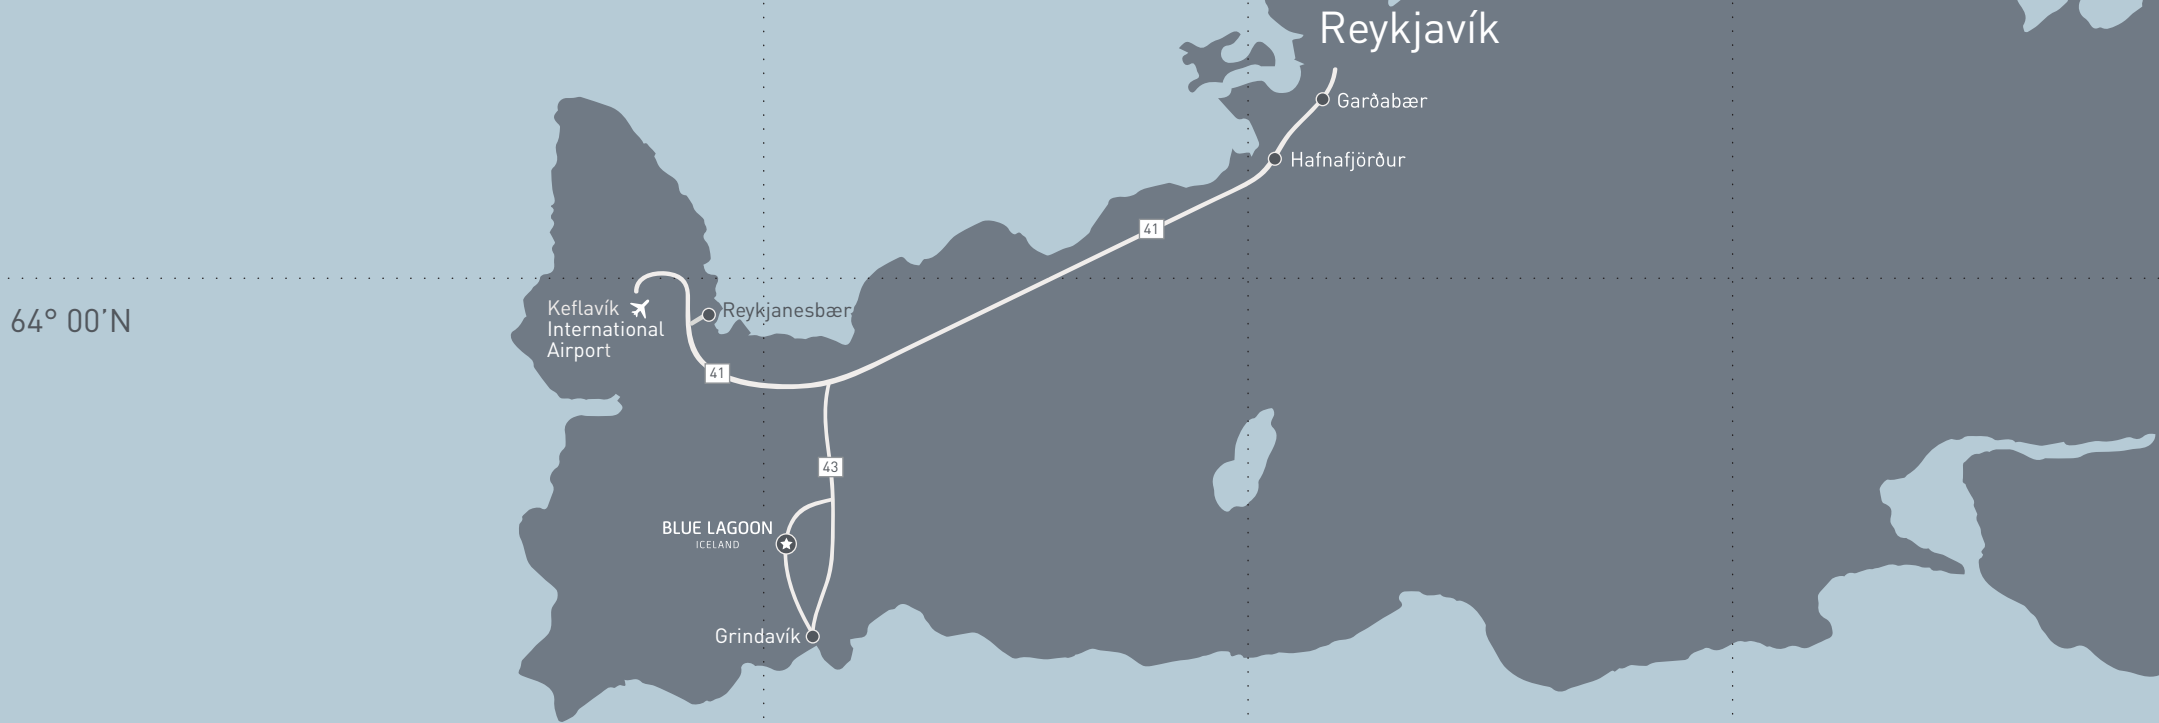 Reykjavík
Garðabær
Hafnafjörður
41
64° 00’N
Keflavík
International
Airport
Reykjanesbær
41
43
BLUE LAGOON
ICELAND
Grindavík